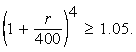 (1 + r/400)^4 ≥ 1.05.